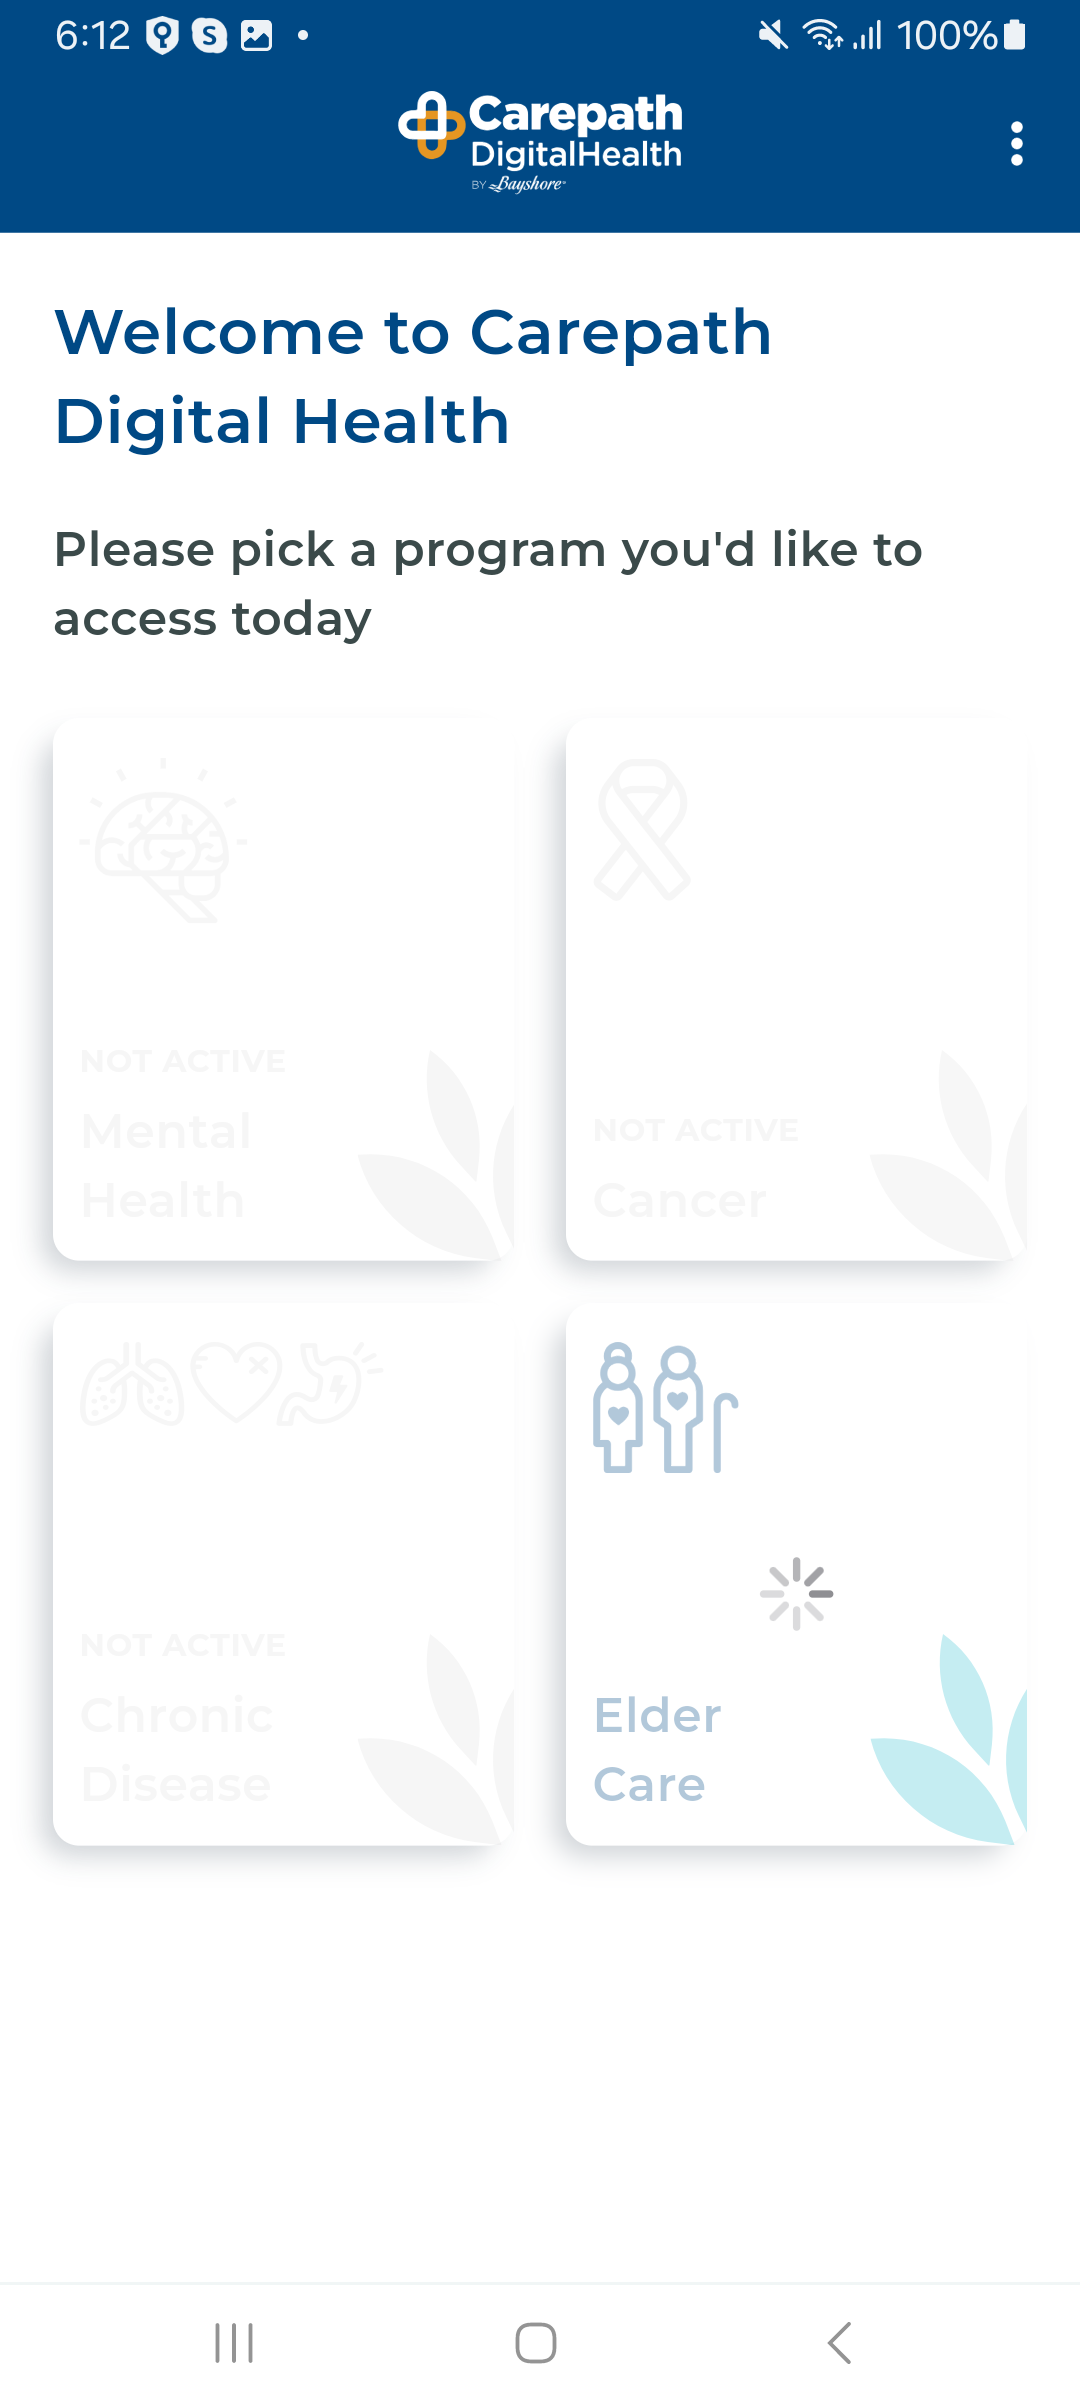 6:12
100%
Carepath
DigitalHealth
BY Bayshore
Welcome to Carepath
Digital Health
Please pick a program you'd like to
access today
NOT ACTIVE
Mental
Health
NOT ACTIVE
Cancer
NOT ACTIVE
Chronic
Disease
Elder
Care